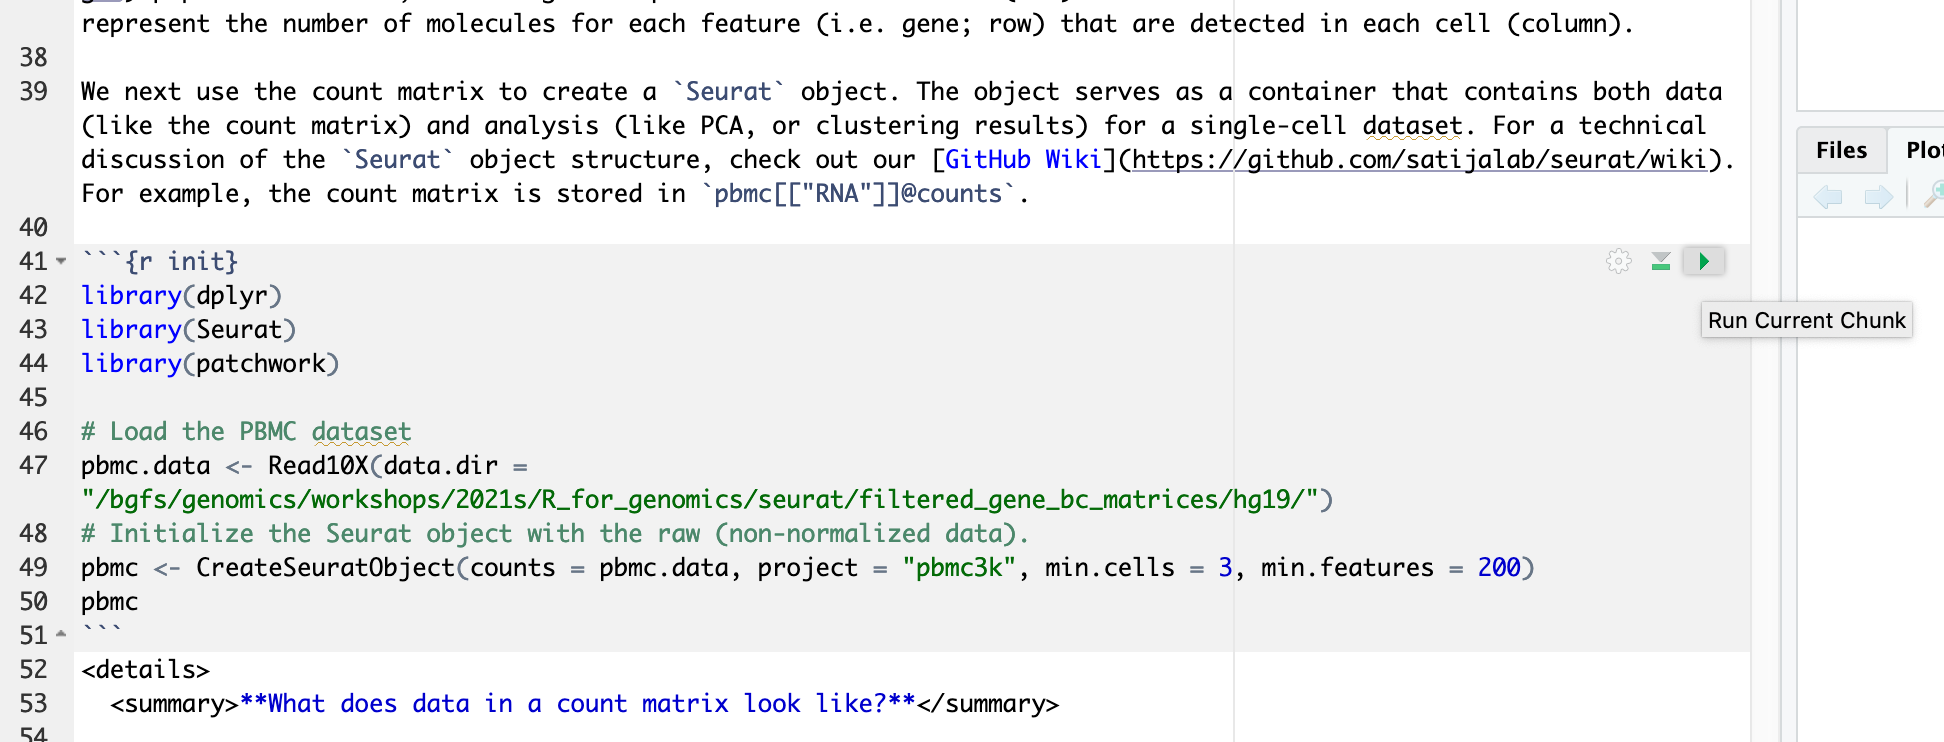 represent the number of molecules for each feature (i.e. gene; row) that are detected in each cell (column).
38
39 We next use the count matrix to create a `Seurat` object. The object serves as a container that contains both data
(like the count matrix) and analysis (like PCA, or clustering results) for a single-cell dataset. For a technical
discussion of the `Seurat` object structure, check out our [GitHub Wiki](https://github.com/satijalab/seurat/wiki).
For example, the count matrix is stored in `pbmc[["RNA"]]@counts`.
40
41 ```{r init}
42 library(dplyr)
43 library(Seurat)
44 library(patchwork)
45
46 # Load the PBMC dataset
47 pbmc.data <- Read10X(data.dir =
"/bgfs/genomics/workshops/2021s/R_for_genomics/seurat/filtered_gene_bc_matrices/hg19/")
48 # Initialize the Seurat object with the raw (non-normalized data).
49 pbmc <- CreateSeuratObject(counts = pbmc.data, project = "pbmc3k", min.cells = 3, min.features = 200)
50 pbmc
51 ```
52 <details>
53 <summary>**What does data in a count matrix look like?**</summary>
54
Run Current Chunk
Files